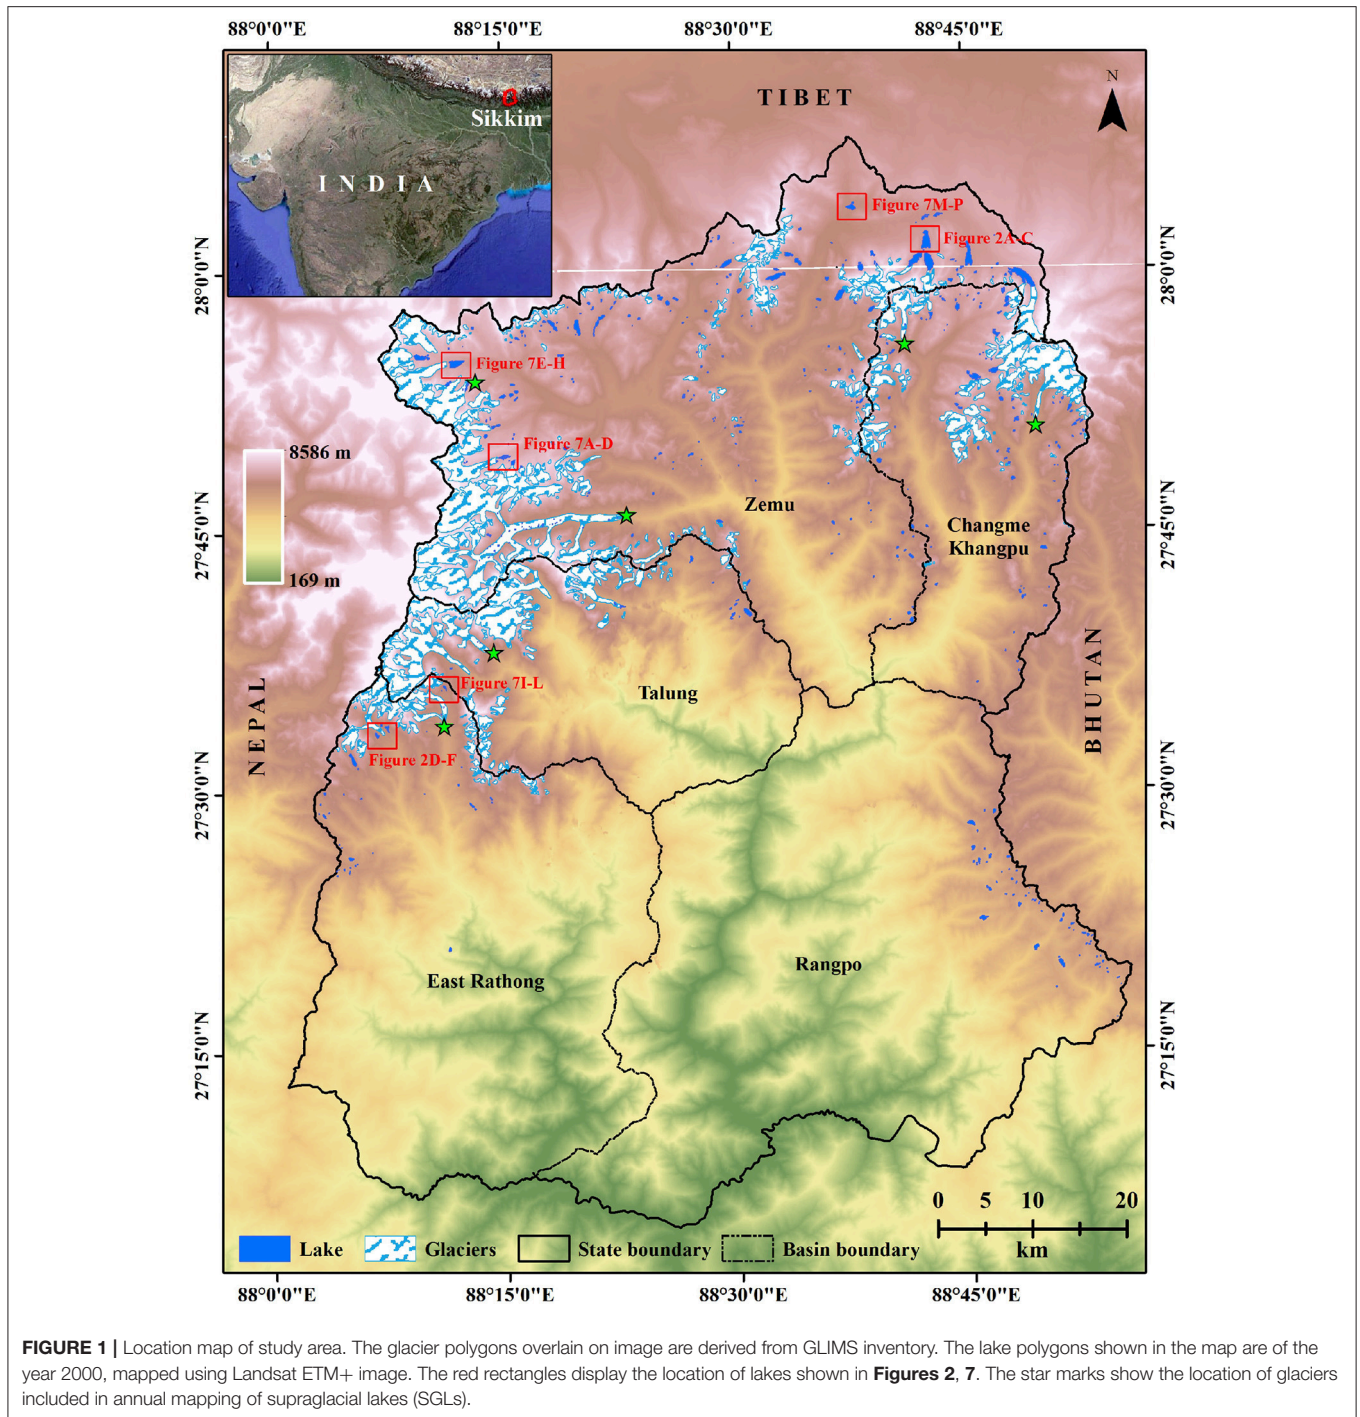 88°0'0"E 88°15'0"E 88°30'0"E 88°45'0"E
TIBET
N
Sikkim
INDIA
Figure 7M-P
Figure 2A-C
28°0'0"N
28°0'0"N
Figure 7E-H
Figure 7A-D
8586 m
169 m
Zemu
Changme
Khangpu
27°45'0"N
27°45'0"N
NEPAL
BHUTAN
Figure 7I-L
Talung
Figure 2D-F
27°30'0"N
27°30'0"N
East Rathong
Rangpo
27°15'0"N
27°15'0"N
0 5 10 20
km
Lake Glaciers State boundary Basin boundary
88°0'0"E 88°15'0"E 88°30'0"E 88°45'0"E
FIGURE 1 | Location map of study area. The glacier polygons overlain on image are derived from GLIMS inventory. The lake polygons shown in the map are of the
year 2000, mapped using Landsat ETM+ image. The red rectangles display the location of lakes shown in Figures 2, 7. The star marks show the location of glaciers
included in annual mapping of supraglacial lakes (SGLs).